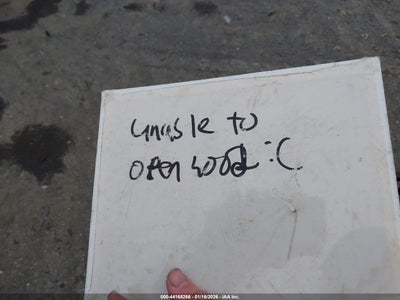 unable to
open hood :(
000-44168266 - 01/16/2026 - IAA Inc.